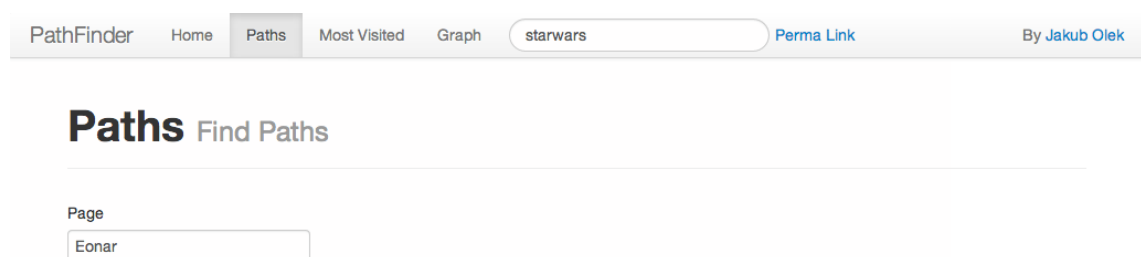 PathFinder Home Paths Most Visited Graph starwars Perma Link By Jakub Olek
Paths Find Paths
Page
Eonar